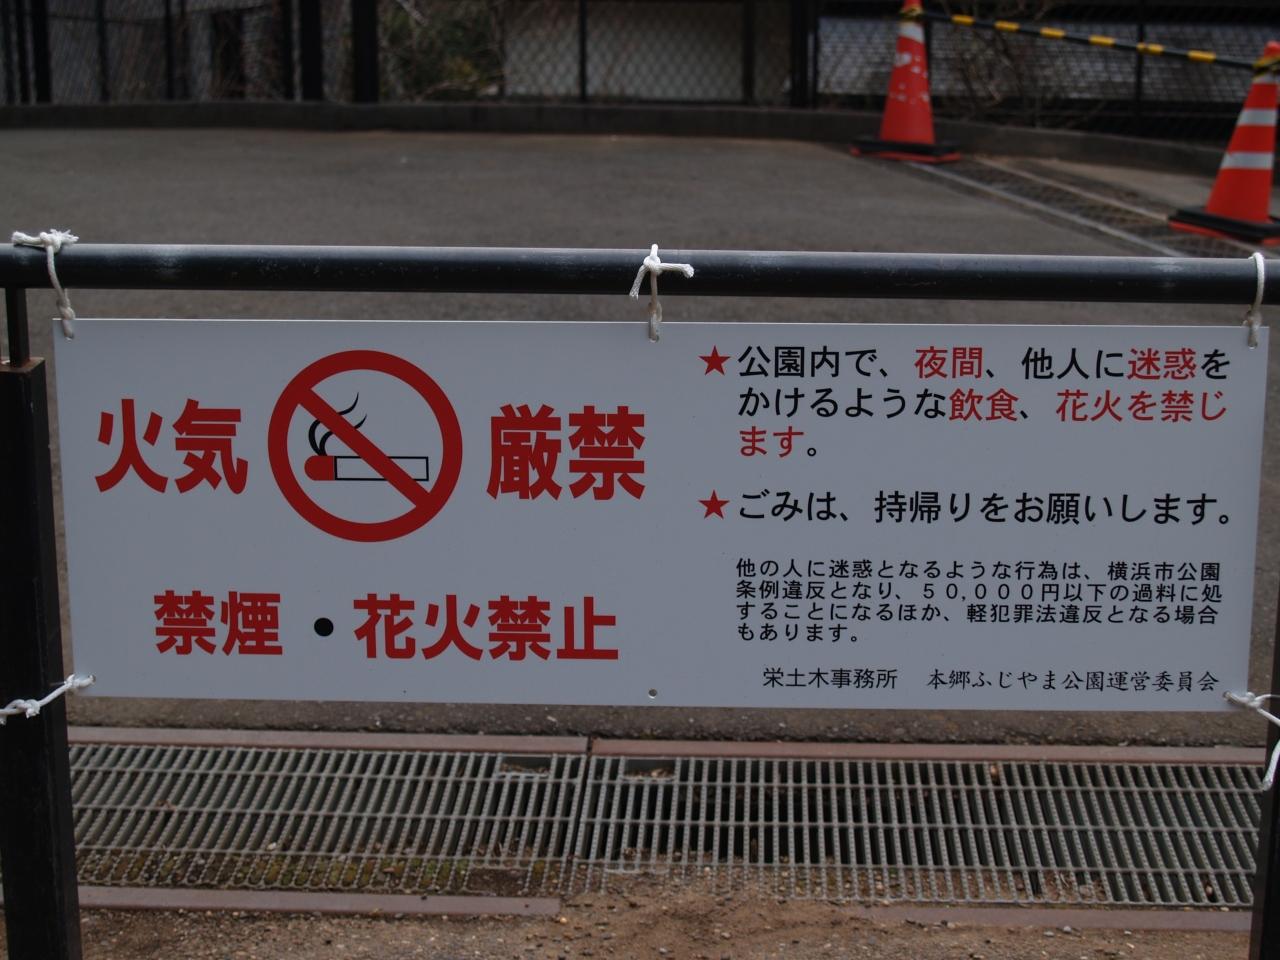 火気 厳禁
禁煙・花火禁止
★公園内で、夜間、他人に迷惑を
かけるような飲食、花火を禁じ
ます。
★ごみは、持帰りをお願いします。
他の人に迷惑となるような行為は、横浜市公園
条例違反となり、５０,０００円以下の過料に処
することになるほか、軽犯罪法違反となる場合
もあります。
栄土木事務所　本郷ふじやま公園運営委員会